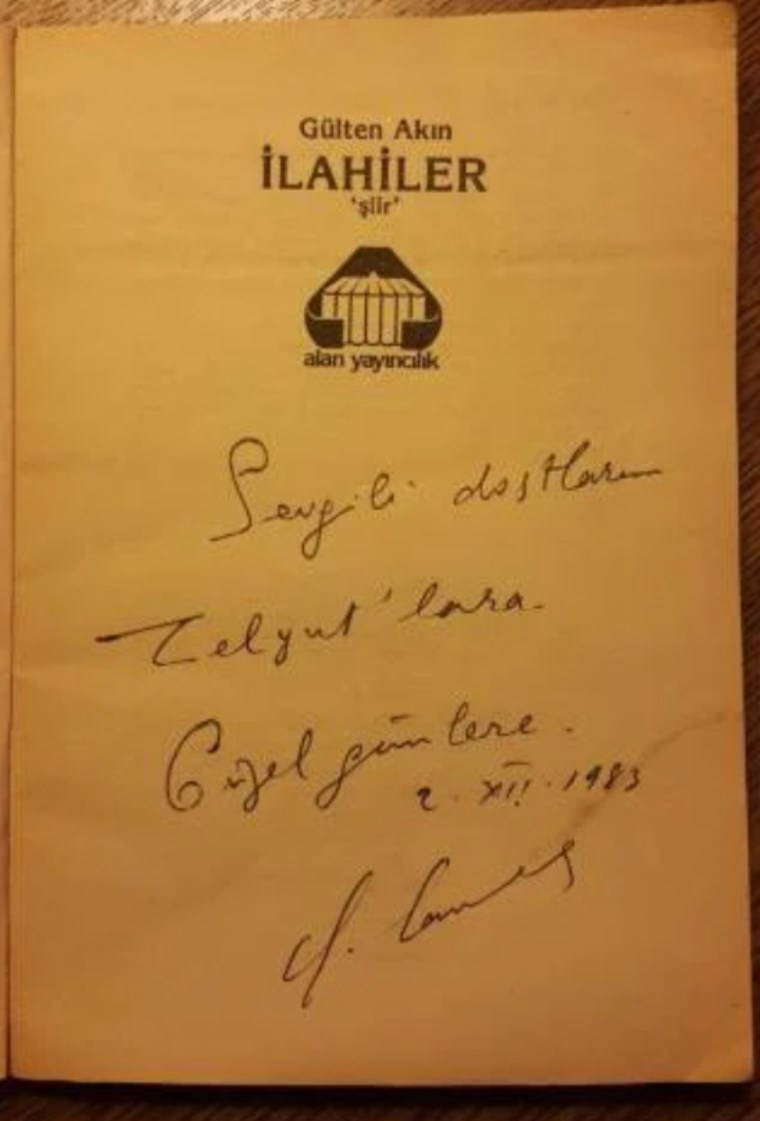 Gülten Akın
İLAHİLER
'şiir'
alan yayıncılık
Sevgili dostlarım
Telyut'lara.
Güzel günlere.
2. XII. 1983